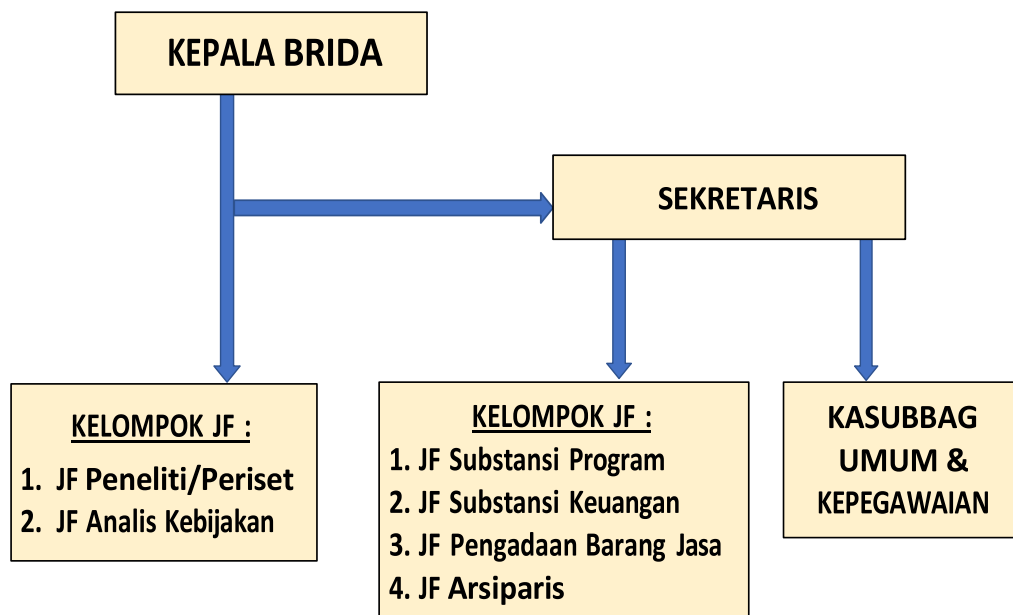 KEPALA BRIDA
SEKRETARIS
KELOMPOK JF :
1. JF Peneliti/Periset
2. JF Analis Kebijakan
KELOMPOK JF :
1. JF Substansi Program
2. JF Substansi Keuangan
3. JF Pengadaan Barang Jasa
4. JF Arsiparis
KASUBBAG
UMUM &
KEPEGAWAIAN